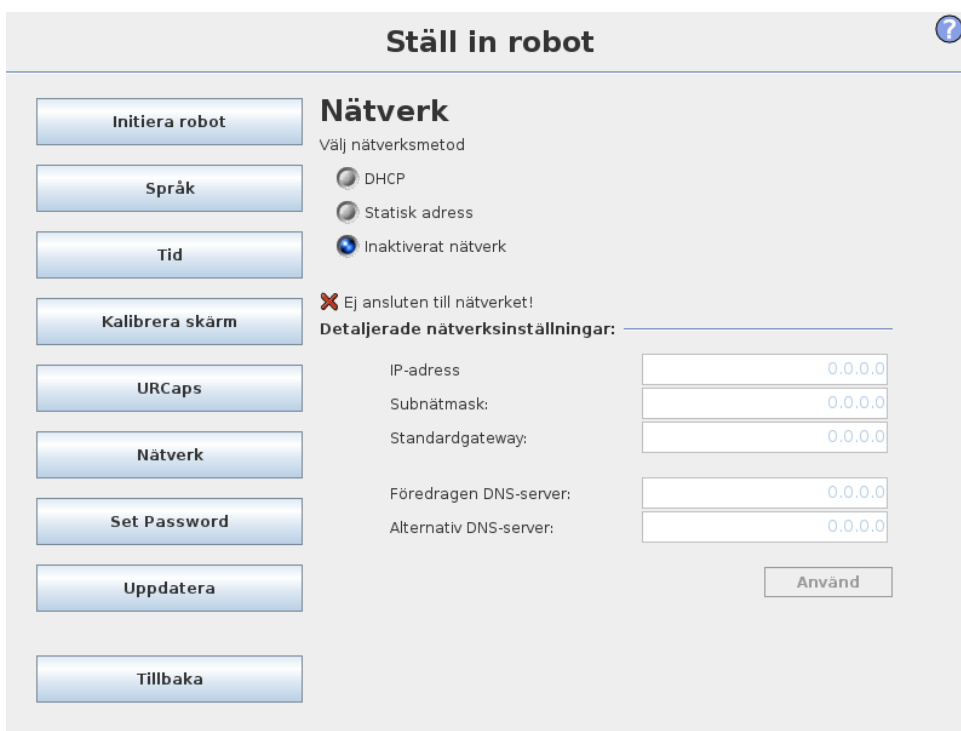 Ställ in robot
?
Initiera robot
Språk
Tid
Kalibrera skärm
URCaps
Nätverk
Set Password
Uppdatera
Tillbaka
Nätverk
Välj nätverksmetod
DHCP
Statisk adress
Inaktiverat nätverk
Ej ansluten till nätverket!
Detaljerade nätverksinställningar:
IP-adress 0.0.0.0
Subnätmask: 0.0.0.0
Standardgateway: 0.0.0.0
Föredragen DNS-server: 0.0.0.0
Alternativ DNS-server: 0.0.0.0
Använd